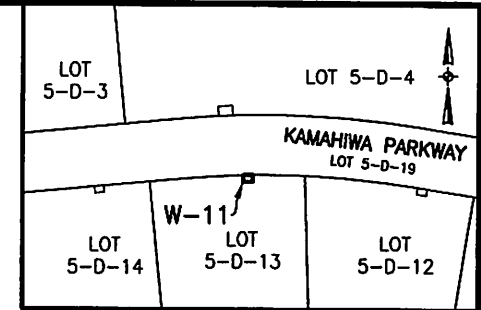 LOT
5-D-3
LOT 5-D-4
KAMAHIWA PARKWAY
LOT 5-D-19
W-11
LOT
5-D-14
LOT
5-D-13
LOT
5-D-12